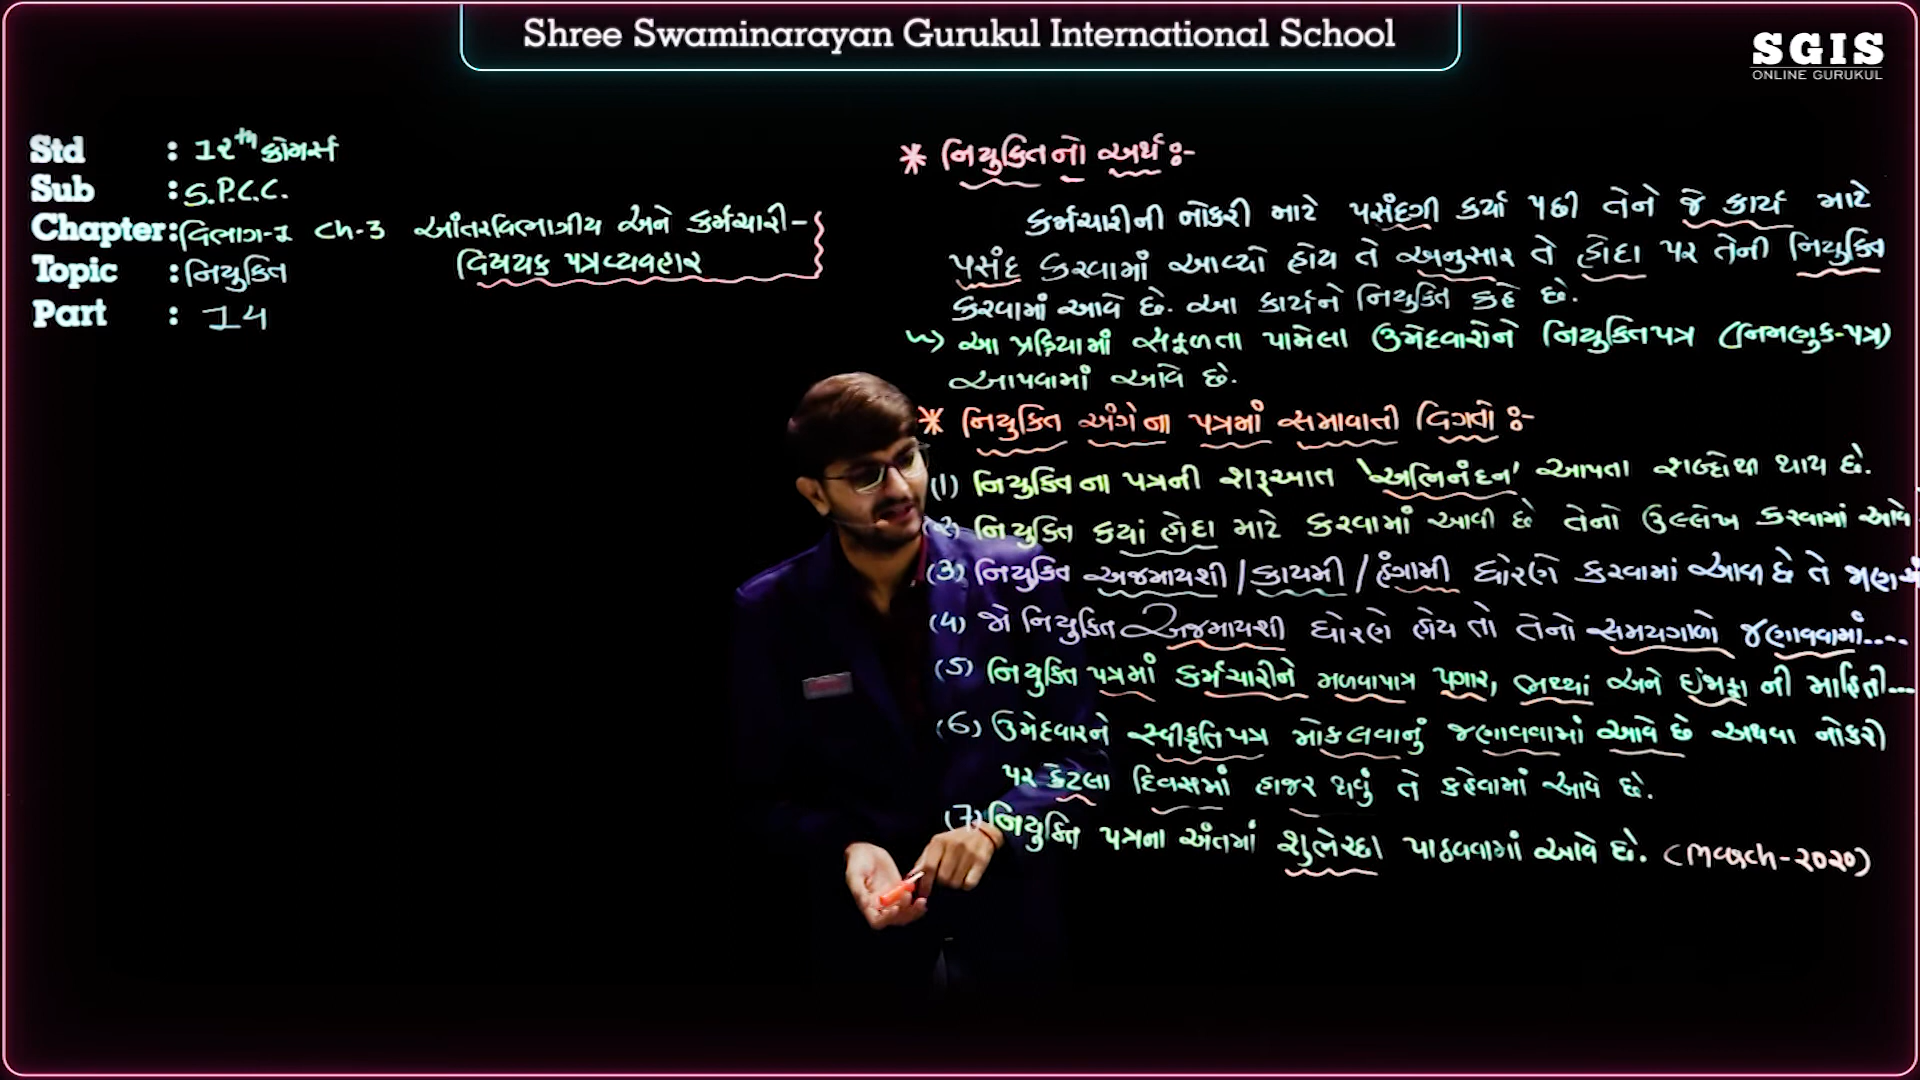 Shree Swaminarayan Gurukul International School
SGIS
ONLINE GURUKUL
Std : 12th કોમર્સ
Sub : S.P.C.C.
Chapter: વિભાગ-1 Ch-3 આંતરવિભાગીય અને કર્મચારી-
વિષયક પત્રવ્યવહાર
Topic : નિયુક્તિ
Part : 14
* નિયુક્તિનો અર્થ :-
કર્મચારીની નોકરી માટે પસંદગી કર્યા પછી તેને જે કાર્ય માટે
પસંદ કરવામાં આવ્યો હોય તે અનુસાર તે હોદા પર તેની નિયુક્તિ
કરવામાં આવે છે. આ કાર્યને નિયુક્તિ કહે છે.
આ પ્રક્રિયામાં સફળતા પામેલા ઉમેદવારોને નિયુક્તિપત્ર (નિમણુક-પત્ર)
આપવામાં આવે છે.
* નિયુક્તિ અંગેના પત્રમાં સમાવાતી વિગતો :-
(1) નિયુક્તિના પત્રની શરૂઆત 'અભિનંદન' આપતા શબ્દોથી થાય છે.
(2) નિયુક્તિ કયાં હોદા માટે કરવામાં આવી છે તેનો ઉલ્લેખ કરવામાં આવે
(3) નિયુક્તિ અજમાયશી / કાયમી / હંગામી ધોરણે કરવામાં આવી છે તે
(4) જો નિયુક્તિ અજમાયશી ધોરણે હોય તો તેનો સમયગાળો જણાવવામાં....
(5) નિયુક્તિ પત્રમાં કર્મચારીને મળવાપાત્ર પગાર, ભથ્થાં અને ઇજાફા ની માહિતી...
(6) ઉમેદવારને સ્વીકૃતિપત્ર મોકલવાનું જણાવવામાં આવે છે અથવા નોકરી
પર કેટલા દિવસમાં હાજર થવું તે કહેવામાં આવે છે.
(7) નિયુક્તિ પત્રના અંતમાં શુભેચ્છા પાઠવવામાં આવે છે. (March-2020)